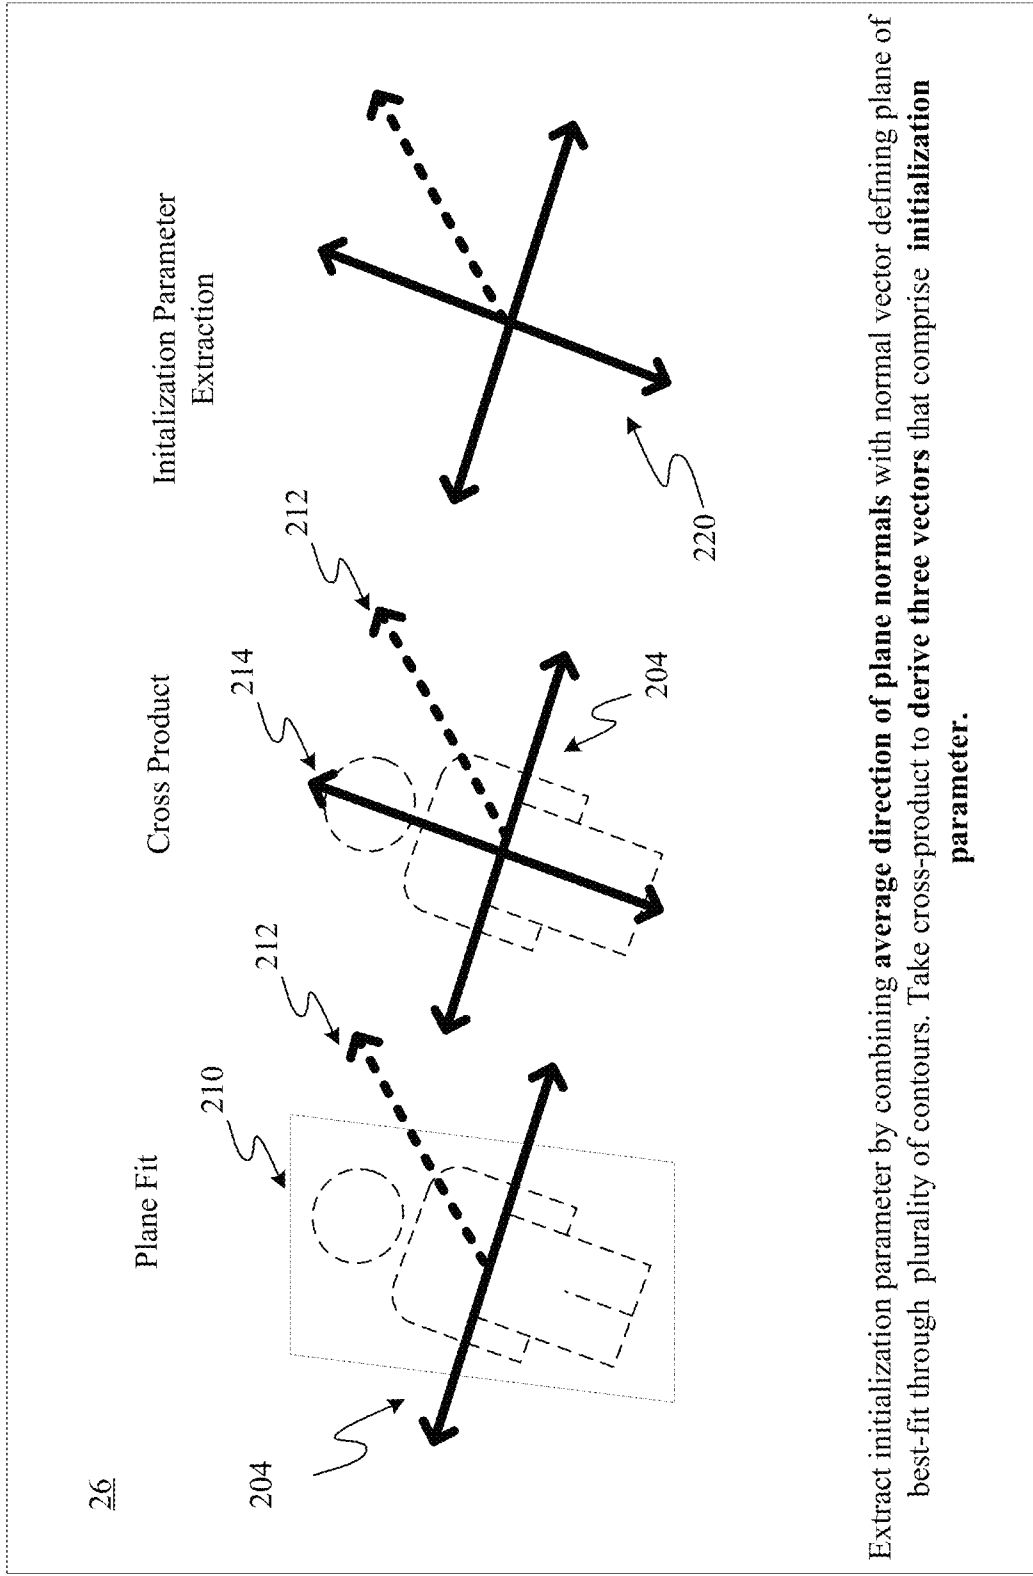 26
Plane Fit
Cross Product
Initalization Parameter
Extraction
210
212
204
214
212
204
220
Extract initialization parameter by combining average direction of plane normals with normal vector defining plane of
best-fit through plurality of contours. Take cross-product to derive three vectors that comprise initialization
parameter.